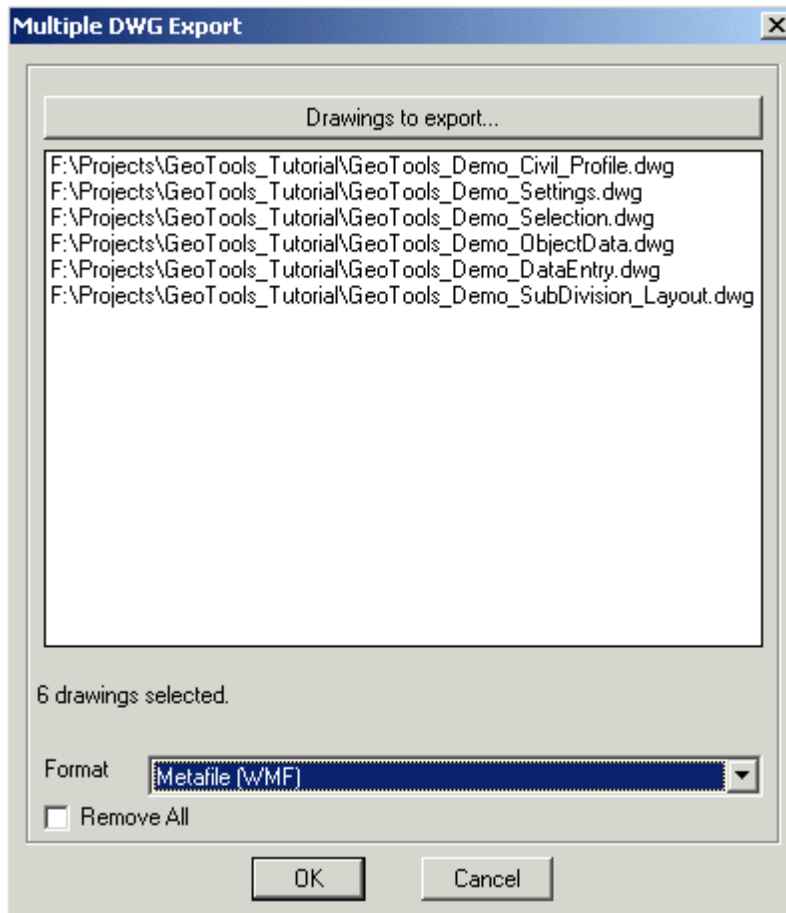 Multiple DWG Export
Drawings to export...
F:\Projects\GeoTools_Tutorial\GeoTools_Demo_Civil_Profile.dwg
F:\Projects\GeoTools_Tutorial\GeoTools_Demo_Settings.dwg
F:\Projects\GeoTools_Tutorial\GeoTools_Demo_Selection.dwg
F:\Projects\GeoTools_Tutorial\GeoTools_Demo_ObjectData.dwg
F:\Projects\GeoTools_Tutorial\GeoTools_Demo_DataEntry.dwg
F:\Projects\GeoTools_Tutorial\GeoTools_Demo_SubDivision_Layout.dwg
6 drawings selected.
Format Metafile (WMF)
Remove All
OK Cancel